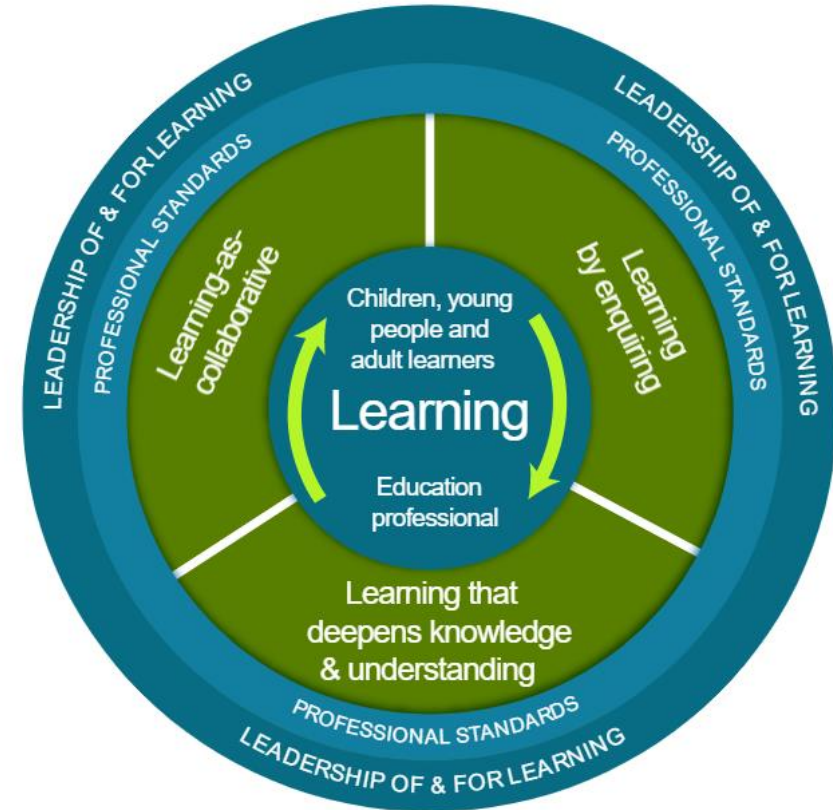 LEADERSHIP OF & FOR LEARNING
LEADERSHIP OF & FOR LEARNING
PROFESSIONAL STANDARDS
PROFESSIONAL STANDARDS
Learning-as-
collaborative
Learning
by enquiring
Children, young
people and
adult learners
Learning
Education
professional
Learning that
deepens knowledge
& understanding
PROFESSIONAL STANDARDS
LEADERSHIP OF & FOR LEARNING